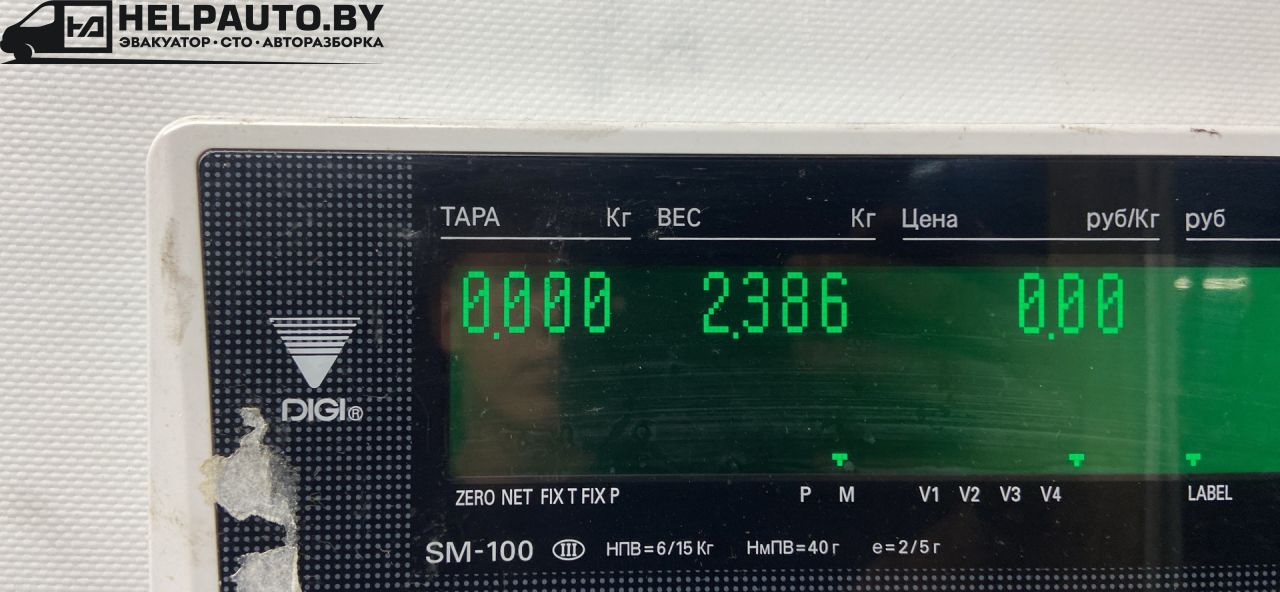 HELPAUTO.BY
ЭВАКУАТОР·СТО·АВТОРАЗБОРКА
ТАРА Кг ВЕС Кг Цена руб/Кг руб
0.000 2.386 0.00
DIGI®
ZERO NET FIX T FIX P P M V1 V2 V3 V4 LABEL
SM-100 III НПВ=6/15 Кг НмПВ=40 г е=2/5 г